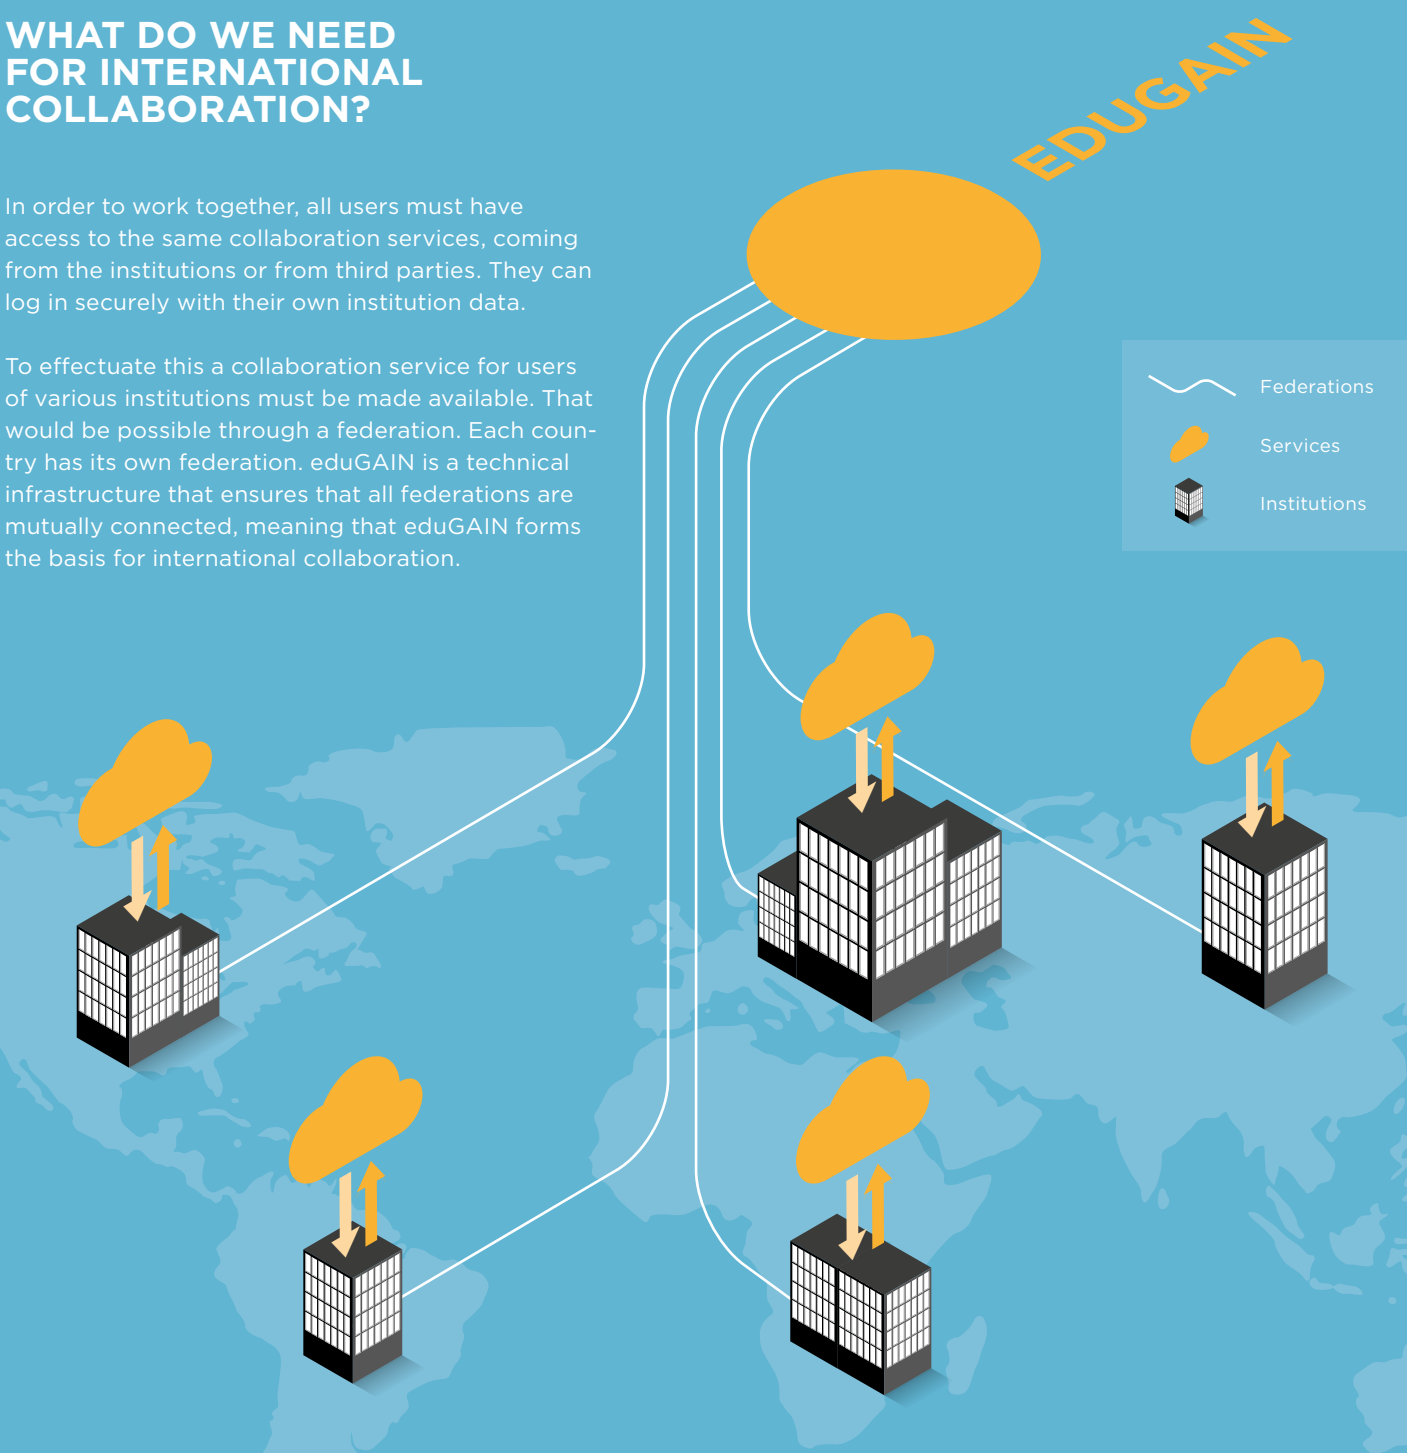 WHAT DO WE NEED
FOR INTERNATIONAL
COLLABORATION?
EDUGAIN
In order to work together, all users must have
access to the same collaboration services, coming
from the institutions or from third parties. They can
log in securely with their own institution data.
To effectuate this a collaboration service for users
of various institutions must be made available. That
would be possible through a federation. Each coun-
try has its own federation. eduGAIN is a technical
infrastructure that ensures that all federations are
mutually connected, meaning that eduGAIN forms
the basis for international collaboration.
Federations
Services
Institutions